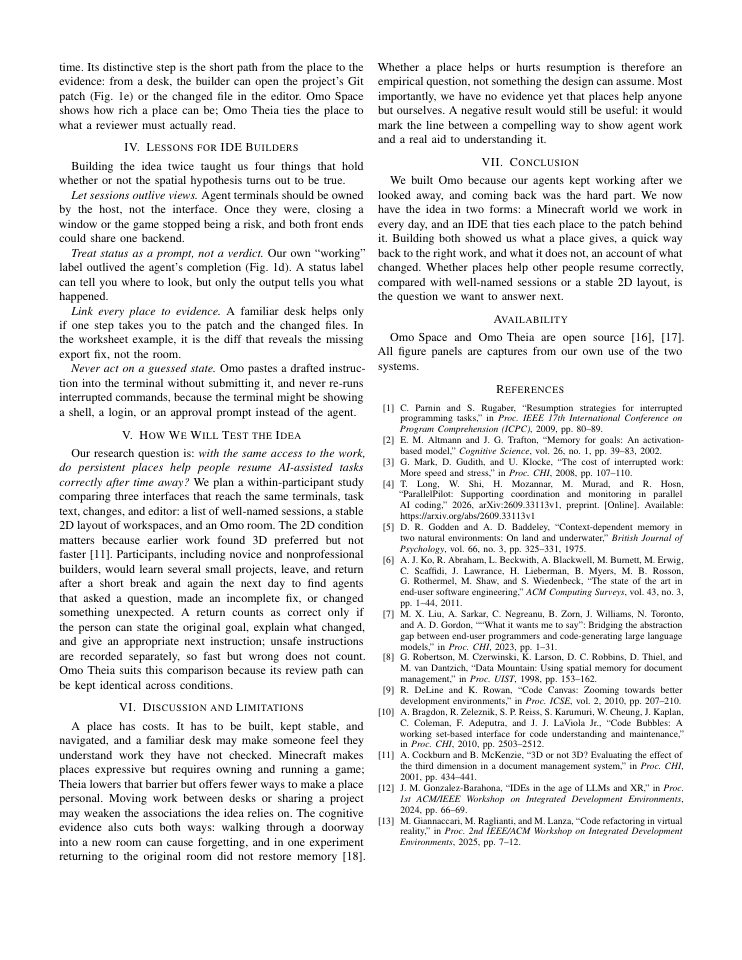 time. Its distinctive step is the short path from the place to the
evidence: from a desk, the builder can open the project's Git
patch (Fig. 1e) or the changed file in the editor. Omo Space
shows how rich a place can be; Omo Theia ties the place to
what a reviewer must actually read.
IV. LESSONS FOR IDE BUILDERS
Building the idea twice taught us four things that hold
whether or not the spatial hypothesis turns out to be true.
Let sessions outlive views. Agent terminals should be owned
by the host, not the interface. Once they were, closing a
window or the game stopped being a risk, and both front ends
could share one backend.
Treat status as a prompt, not a verdict. Our own “working”
label outlived the agent's completion (Fig. 1d). A status label
can tell you where to look, but only the output tells you what
happened.
Link every place to evidence. A familiar desk helps only
if one step takes you to the patch and the changed files. In
the worksheet example, it is the diff that reveals the missing
export fix, not the room.
Never act on a guessed state. Omo pastes a drafted instruc-
tion into the terminal without submitting it, and never re-runs
interrupted commands, because the terminal might be showing
a shell, a login, or an approval prompt instead of the agent.
V. HOW WE WILL TEST THE IDEA
Our research question is: with the same access to the work,
do persistent places help people resume AI-assisted tasks
correctly after time away? We plan a within-participant study
comparing three interfaces that reach the same terminals, task
text, changes, and editor: a list of well-named sessions, a stable
2D layout of workspaces, and an Omo room. The 2D condition
matters because earlier work found 3D preferred but not
faster [11]. Participants, including novice and nonprofessional
builders, would learn several small projects, leave, and return
after a short break and again the next day to find agents
that asked a question, made an incomplete fix, or changed
something unexpected. A return counts as correct only if
the person can state the original goal, explain what changed,
and give an appropriate next instruction; unsafe instructions
are recorded separately, so fast but wrong does not count.
Omo Theia suits this comparison because its review path can
be kept identical across conditions.
VI. DISCUSSION AND LIMITATIONS
A place has costs. It has to be built, kept stable, and
navigated, and a familiar desk may make someone feel they
understand work they have not checked. Minecraft makes
places expressive but requires owning and running a game;
Theia lowers that barrier but offers fewer ways to make a place
personal. Moving work between desks or sharing a project
may weaken the associations the idea relies on. The cognitive
evidence also cuts both ways: walking through a doorway
into a new room can cause forgetting, and in one experiment
returning to the original room did not restore memory [18].
Whether a place helps or hurts resumption is therefore an
empirical question, not something the design can assume. Most
importantly, we have no evidence yet that places help anyone
but ourselves. A negative result would still be useful: it would
mark the line between a compelling way to show agent work
and a real aid to understanding it.
VII. CONCLUSION
We built Omo because our agents kept working after we
looked away, and coming back was the hard part. We now
have the idea in two forms: a Minecraft world we work in
every day, and an IDE that ties each place to the patch behind
it. Building both showed us what a place gives, a quick way
back to the right work, and what it does not, an account of what
changed. Whether places help other people resume correctly,
compared with well-named sessions or a stable 2D layout, is
the question we want to answer next.
AVAILABILITY
Omo Space and Omo Theia are open source [16], [17].
All figure panels are captures from our own use of the two
systems.
REFERENCES
[1] C. Parnin and S. Rugaber, “Resumption strategies for interrupted
programming tasks,” in Proc. IEEE 17th International Conference on
Program Comprehension (ICPC), 2009, pp. 80–89.
[2] E. M. Altmann and J. G. Trafton, “Memory for goals: An activation-
based model,” Cognitive Science, vol. 26, no. 1, pp. 39–83, 2002.
[3] G. Mark, D. Gudith, and U. Klocke, “The cost of interrupted work:
More speed and stress,” in Proc. CHI, 2008, pp. 107–110.
[4] T. Long, W. Shi, H. Mozannar, M. Murad, and R. Hosn,
“ParallelPilot: Supporting coordination and monitoring in parallel
AI coding,” 2026, arXiv:2609.33113v1, preprint. [Online]. Available:
https://arxiv.org/abs/2609.33113v1
[5] D. R. Godden and A. D. Baddeley, “Context-dependent memory in
two natural environments: On land and underwater,” British Journal of
Psychology, vol. 66, no. 3, pp. 325–331, 1975.
[6] A. J. Ko, R. Abraham, L. Beckwith, A. Blackwell, M. Burnett, M. Erwig,
C. Scaffidi, J. Lawrance, H. Lieberman, B. Myers, M. B. Rosson,
G. Rothermel, M. Shaw, and S. Wiedenbeck, “The state of the art in
end-user software engineering,” ACM Computing Surveys, vol. 43, no. 3,
pp. 1–44, 2011.
[7] M. X. Liu, A. Sarkar, C. Negreanu, B. Zorn, J. Williams, N. Toronto,
and A. D. Gordon, ““What it wants me to say”: Bridging the abstraction
gap between end-user programmers and code-generating large language
models,” in Proc. CHI, 2023, pp. 1–31.
[8] G. Robertson, M. Czerwinski, K. Larson, D. C. Robbins, D. Thiel, and
M. van Dantzich, “Data Mountain: Using spatial memory for document
management,” in Proc. UIST, 1998, pp. 153–162.
[9] R. DeLine and K. Rowan, “Code Canvas: Zooming towards better
development environments,” in Proc. ICSE, vol. 2, 2010, pp. 207–210.
[10] A. Bragdon, R. Zeleznik, S. P. Reiss, S. Karumuri, W. Cheung, J. Kaplan,
C. Coleman, F. Adeputra, and J. J. LaViola Jr., “Code Bubbles: A
working set-based interface for code understanding and maintenance,”
in Proc. CHI, 2010, pp. 2503–2512.
[11] A. Cockburn and B. McKenzie, “3D or not 3D? Evaluating the effect of
the third dimension in a document management system,” in Proc. CHI,
2001, pp. 434–441.
[12] J. M. Gonzalez-Barahona, “IDEs in the age of LLMs and XR,” in Proc.
1st ACM/IEEE Workshop on Integrated Development Environments,
2024, pp. 66–69.
[13] M. Giannaccari, M. Raglianti, and M. Lanza, “Code refactoring in virtual
reality,” in Proc. 2nd IEEE/ACM Workshop on Integrated Development
Environments, 2025, pp. 7–12.